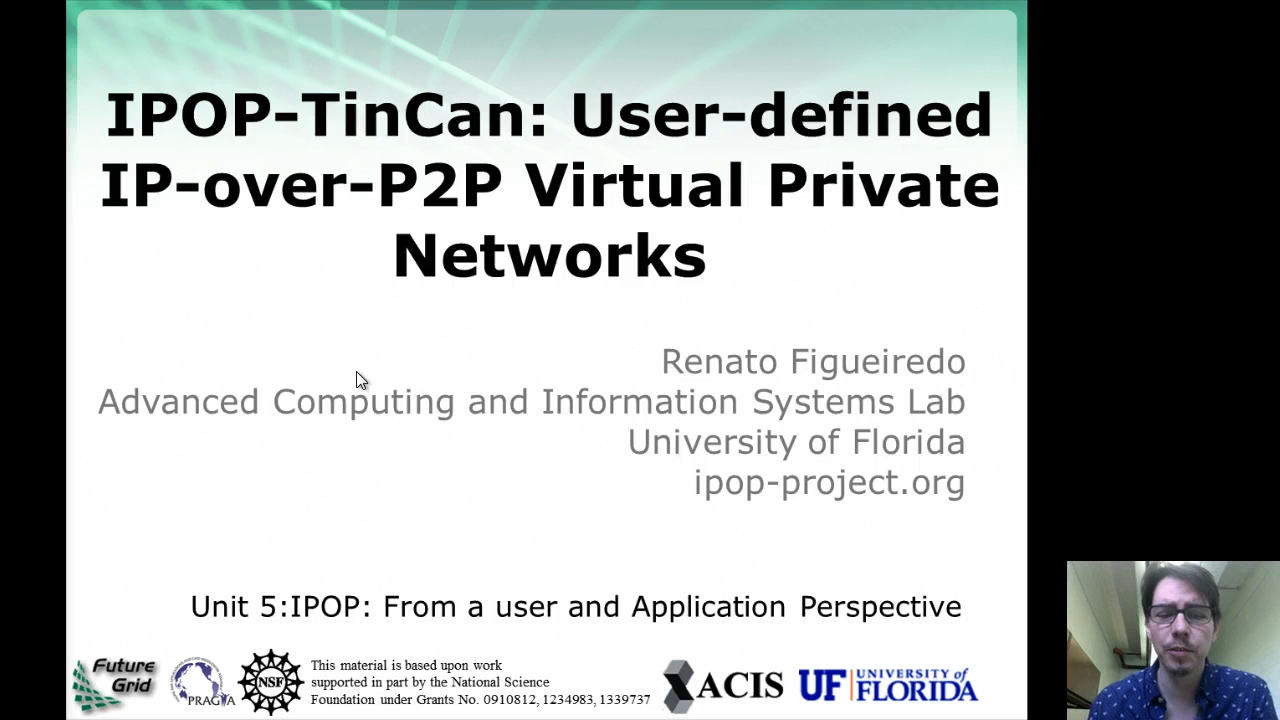 IPOP-TinCan: User-defined
IP-over-P2P Virtual Private
Networks
Renato Figueiredo
Advanced Computing and Information Systems Lab
University of Florida
ipop-project.org
Unit 5:IPOP: From a user and Application Perspective
Future
Grid
PRAGMA
NSF
This material is based upon work
supported in part by the National Science
Foundation under Grants No. 0910812, 1234983, 1339737
ACIS
UF UNIVERSITY of
FLORIDA